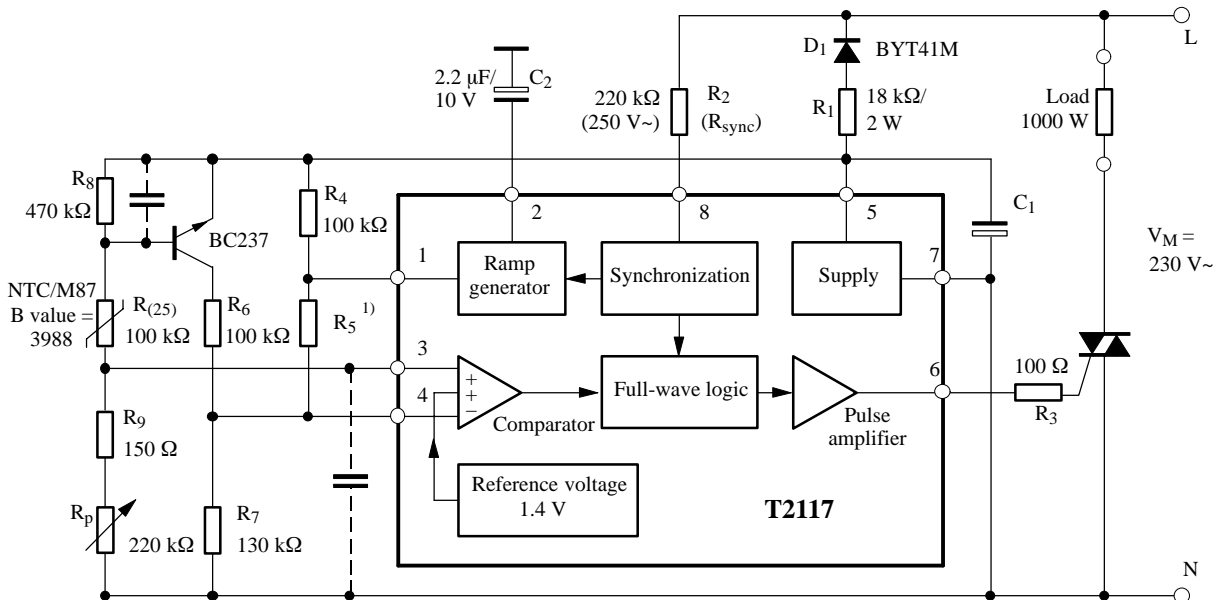 L
D1
BYT41M
2.2 μF/
10 V
C2
220 kΩ
(250 V~)
R2
(Rsync)
R1
18 kΩ/
2 W
Load
1000 W
R8
470 kΩ
BC237
R4
100 kΩ
2
8
5
C1
VM =
230 V~
1
Ramp
generator
Synchronization
Supply
7
NTC/M87
B value =
3988
R(25)
100 kΩ
R6
100 kΩ
R5 1)
3
4
+
+
−
Comparator
Full-wave logic
Pulse
amplifier
6
100 Ω
R3
R9
150 Ω
Reference voltage
1.4 V
T2117
Rp
220 kΩ
R7
130 kΩ
N